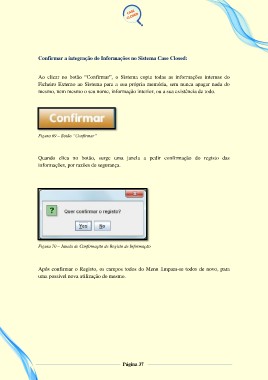 CASE CLOSED
Confirmar a integração de Informações no Sistema Case Closed:
Ao clicar no botão "Confirmar", o Sistema copia todas as informações internas do
Ficheiro Externo ao Sistema para a sua própria memória, sem nunca apagar nada do
mesmo, nem mesmo o seu nome, informação interior, ou a sua existência da rede.
Confirmar
Figura 69 – Botão "Confirmar"
Quando clica no botão, surge uma janela a pedir confirmação do registo das
informações, por razões de segurança.
Quer confirmar o registo?
Yes No
Figura 70 – Janela de Confirmação de Registo de Informação
Após confirmar o Registo, os campos todos do Menu limpam-se todos de novo, para
uma possível nova utilização do mesmo.
Página 37